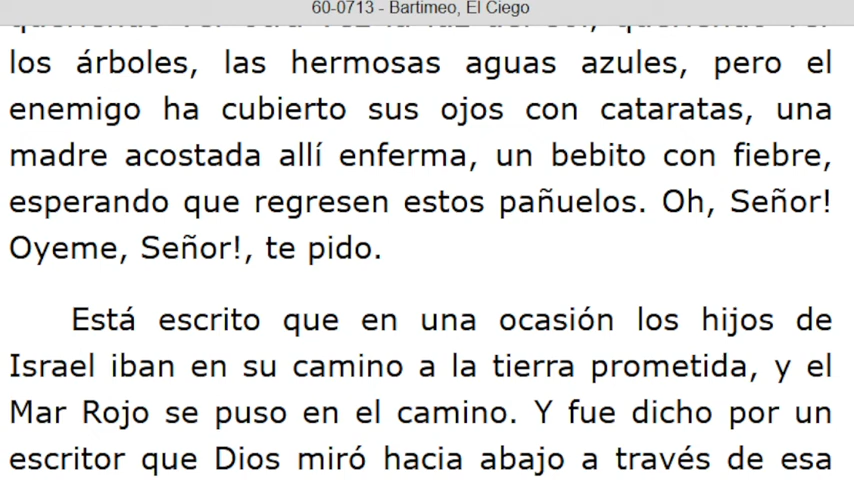 60-0713 - Bartimeo, El Ciego
los árboles, las hermosas aguas azules, pero el
enemigo ha cubierto sus ojos con cataratas, una
madre acostada allí enferma, un bebito con fiebre,
esperando que regresen estos pañuelos. Oh, Señor!
Oyeme, Señor!, te pido.
Está escrito que en una ocasión los hijos de
Israel iban en su camino a la tierra prometida, y el
Mar Rojo se puso en el camino. Y fue dicho por un
escritor que Dios miró hacia abajo a través de esa